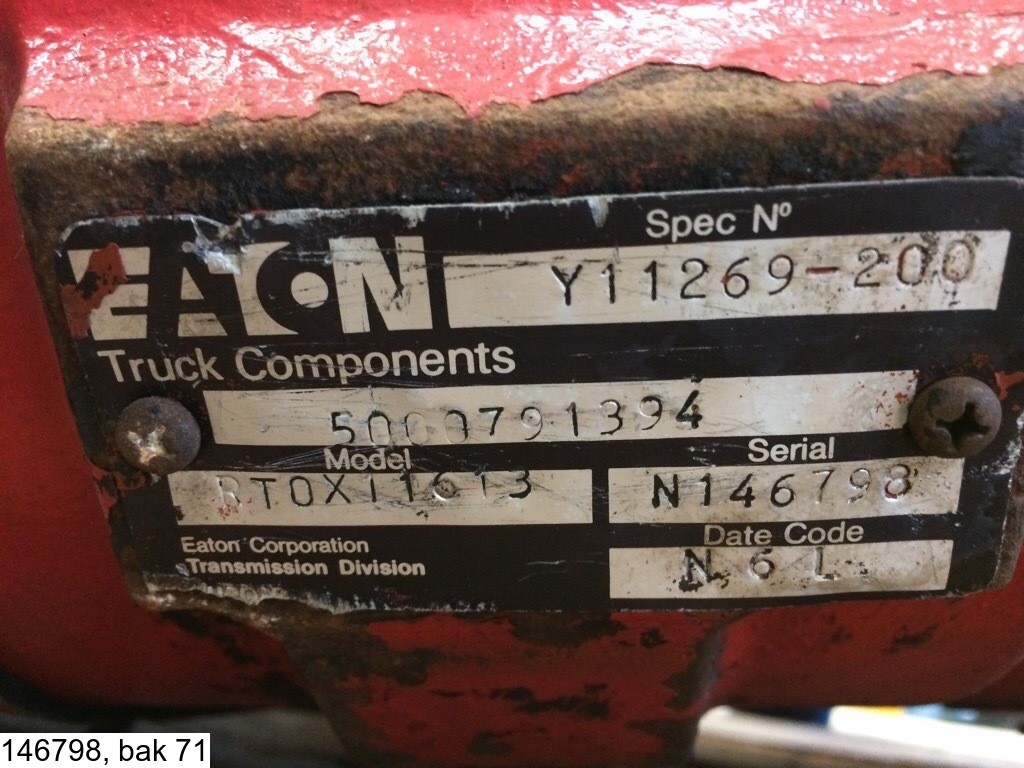 EATON
Spec Nº
Y11269-200
Truck Components
5000791394
Model
RTOX11613
Serial
N146798
Eaton Corporation
Transmission Division
Date Code
N6L
146798, bak 71